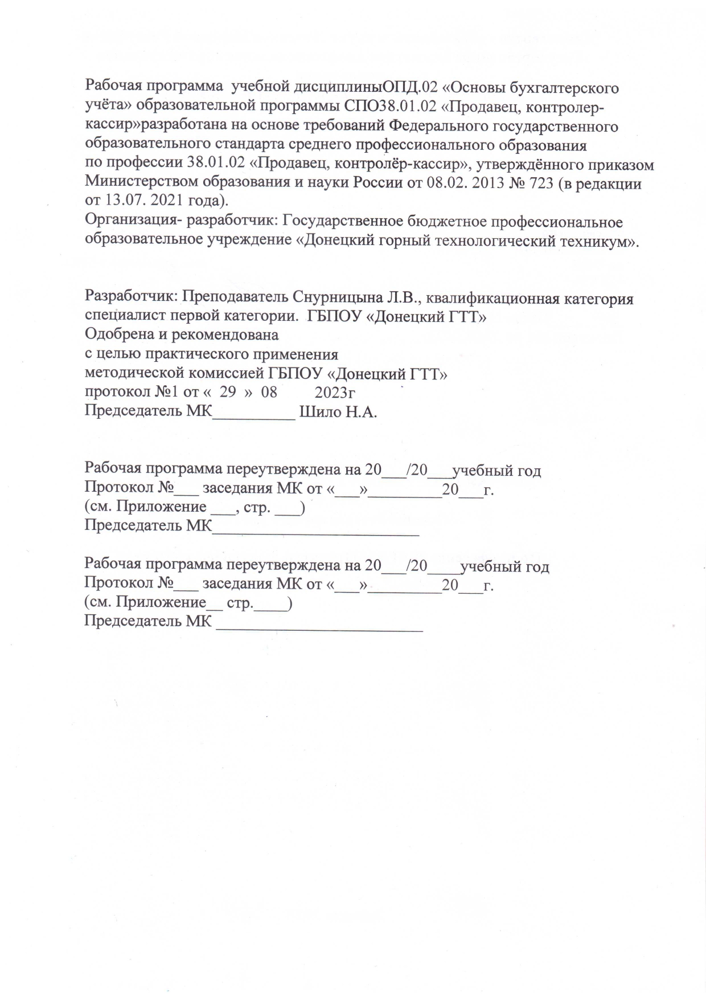 Рабочая программа  учебной дисциплиныОПД.02 «Основы бухгалтерского
учёта» образовательной программы СПО38.01.02 «Продавец, контролер-
кассир»разработана на основе требований Федерального государственного
образовательного стандарта среднего профессионального образования
по профессии 38.01.02 «Продавец, контролёр-кассир», утверждённого приказом
Министерством образования и науки России от 08.02. 2013 № 723 (в редакции
от 13.07. 2021 года).
Организация- разработчик: Государственное бюджетное профессиональное
образовательное учреждение «Донецкий горный технологический техникум».
Разработчик: Преподаватель Снурницына Л.В., квалификационная категория
специалист первой категории.  ГБПОУ «Донецкий ГТТ»
Одобрена и рекомендована
с целью практического применения
методической комиссией ГБПОУ «Донецкий ГТТ»
протокол №1 от «  29  »  08         2023г
Председатель МК__________ Шило Н.А.
Рабочая программа переутверждена на 20___/20___учебный год
Протокол №___ заседания МК от «___»_________20___г.
(см. Приложение ___, стр. ___)
Председатель МК_________________________
Рабочая программа переутверждена на 20___/20____учебный год
Протокол №___ заседания МК от «___»_________20___г.
(см. Приложение__ стр.____)
Председатель МК _________________________